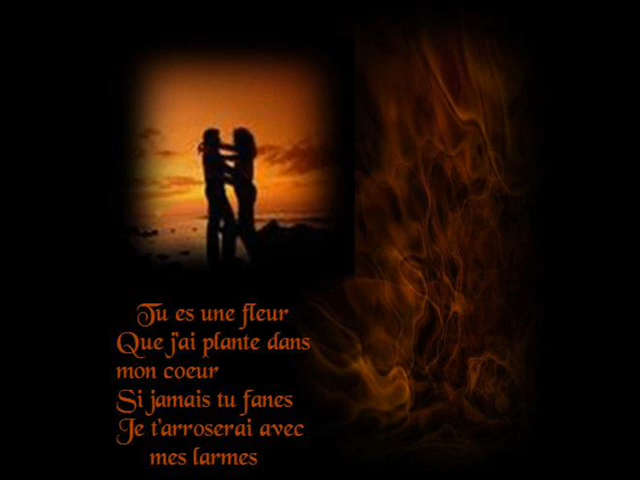 Tu es une fleur
Que j'ai plante dans
mon coeur
Si jamais tu fanes
Je t'arroserai avec
mes larmes